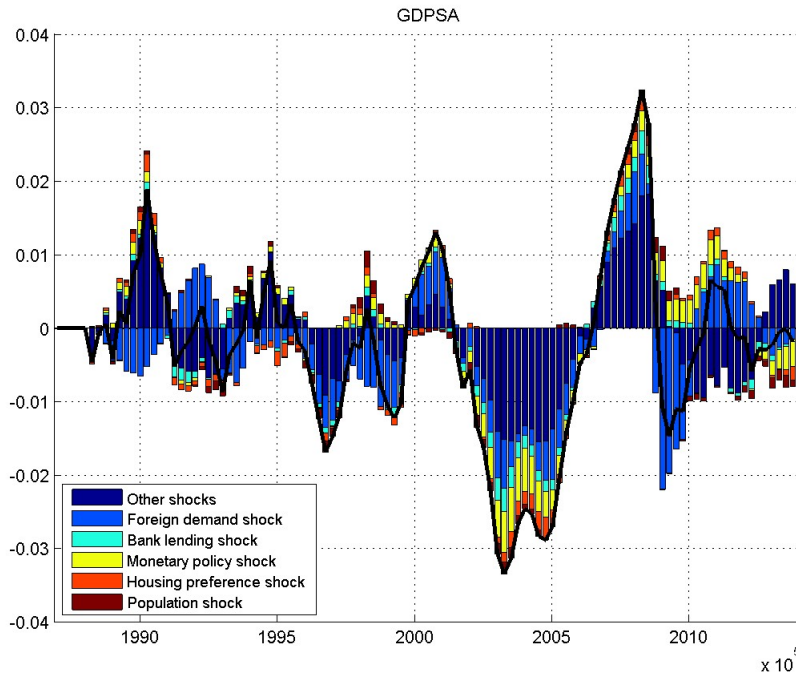 GDPSA
0.04
0.03
0.02
0.01
0
-0.01
-0.02
-0.03
-0.04
Other shocks
Foreign demand shock
Bank lending shock
Monetary policy shock
Housing preference shock
Population shock
1990
1995
2000
2005
2010
x 10⁵